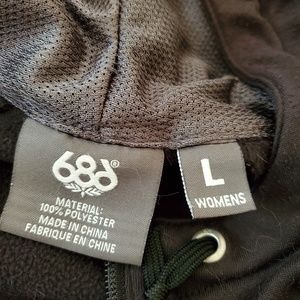 686®
MATERIAL:
100% POLYESTER
MADE IN CHINA
FABRIQUE EN CHINE
L
WOMENS